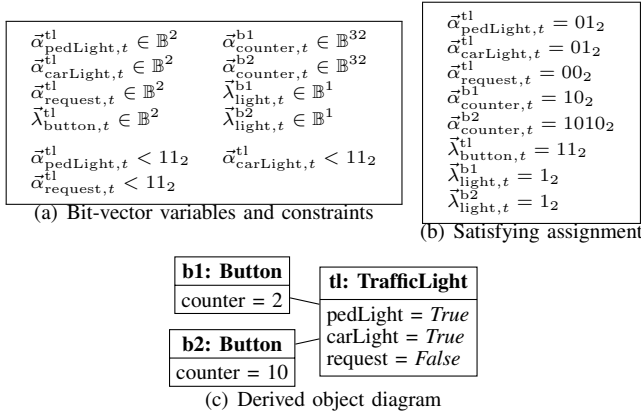 α⃗ᵗˡ_pedLight,t ∈ 𝔹² α⃗ᵇ¹_counter,t ∈ 𝔹³²
α⃗ᵗˡ_carLight,t ∈ 𝔹² α⃗ᵇ²_counter,t ∈ 𝔹³²
α⃗ᵗˡ_request,t ∈ 𝔹² λ⃗ᵇ¹_light,t ∈ 𝔹¹
λ⃗ᵗˡ_button,t ∈ 𝔹² λ⃗ᵇ²_light,t ∈ 𝔹¹
α⃗ᵗˡ_pedLight,t < 11₂ α⃗ᵗˡ_carLight,t < 11₂
α⃗ᵗˡ_request,t < 11₂
(a) Bit-vector variables and constraints
α⃗ᵗˡ_pedLight,t = 01₂
α⃗ᵗˡ_carLight,t = 01₂
α⃗ᵗˡ_request,t = 00₂
α⃗ᵇ¹_counter,t = 10₂
α⃗ᵇ²_counter,t = 1010₂
λ⃗ᵗˡ_button,t = 11₂
λ⃗ᵇ¹_light,t = 1₂
λ⃗ᵇ²_light,t = 1₂
(b) Satisfying assignment
b1: Button
counter = 2
b2: Button
counter = 10
tl: TrafficLight
pedLight = True
carLight = True
request = False
(c) Derived object diagram